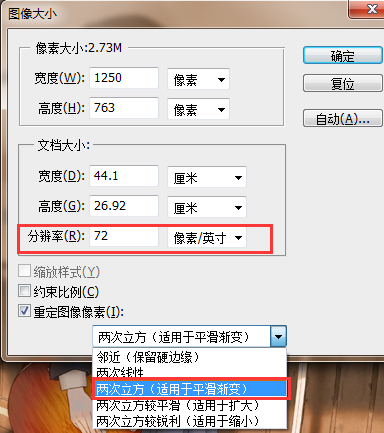 图像大小
像素大小:2.73M
确定
宽度(W): 1250 像素
复位
高度(H): 763 像素
自动(A)...
文档大小:
宽度(D): 44.1 厘米
高度(G): 26.92 厘米
分辨率(R): 72 像素/英寸
缩放样式(Y)
约束比例(C)
重定图像像素(I):
两次立方（适用于平滑渐变）
邻近（保留硬边缘）
两次线性
两次立方（适用于平滑渐变）
两次立方较平滑（适用于扩大）
两次立方较锐利（适用于缩小）